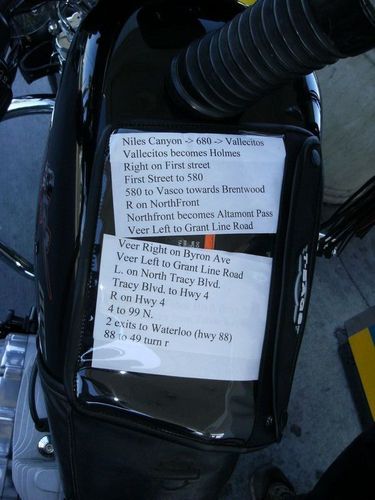 Niles Canyon -> 680 -> Vallecitos
Vallecitos becomes Holmes
Right on First street
First Street to 580
580 to Vasco towards Brentwood
R on NorthFront
Northfront becomes Altamont Pass
Veer Left to Grant Line Road
Veer Right on Byron Ave
Veer Left to Grant Line Road
L. on North Tracy Blvd.
Tracy Blvd. to Hwy 4
R on Hwy 4
4 to 99 N.
2 exits to Waterloo (hwy 88)
88 to 49 turn r